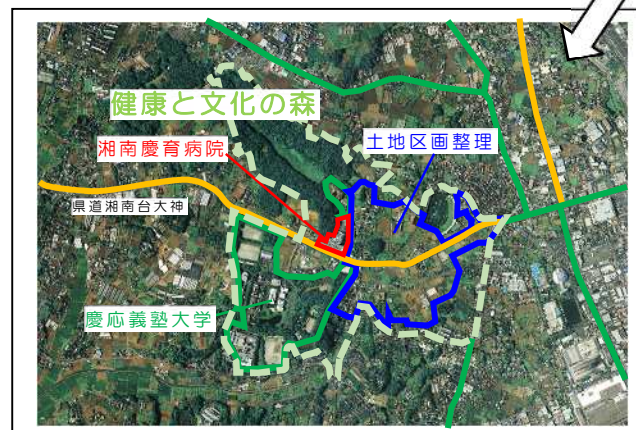 健康と文化の森
湘南慶育病院
土地区画整理
県道湘南台大神
慶応義塾大学